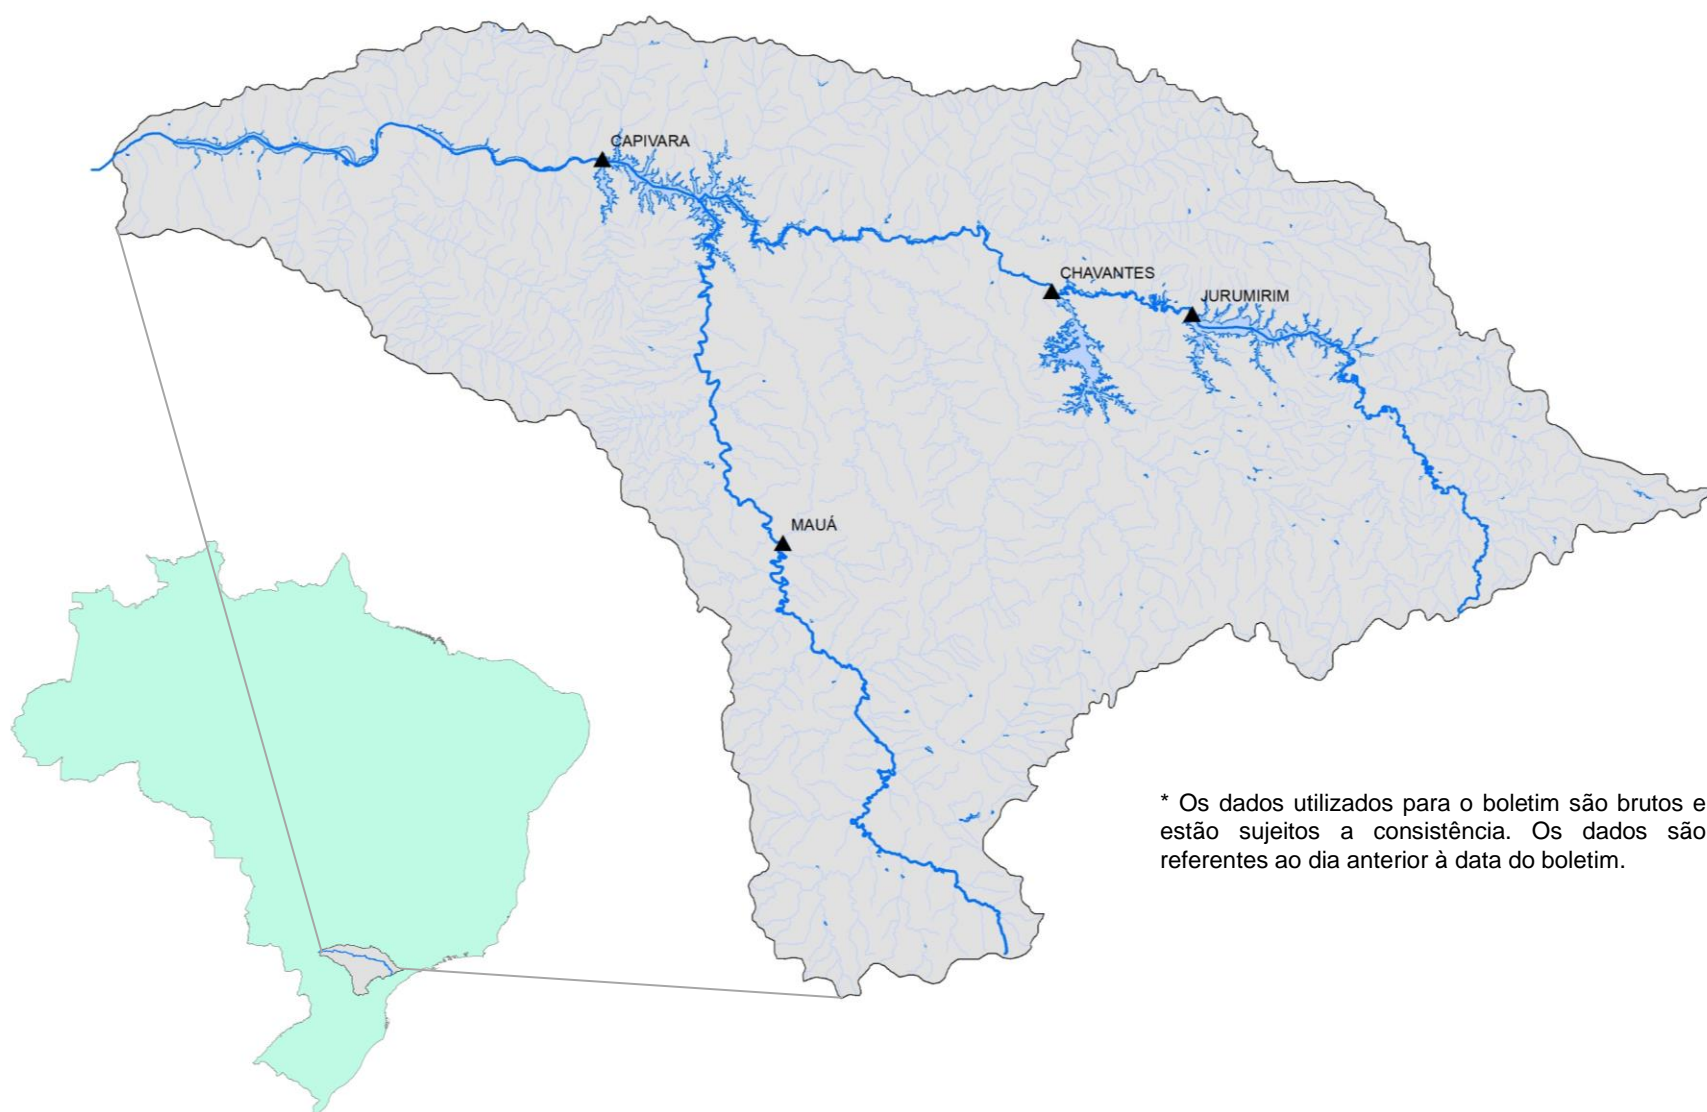 CAPIVARA
CHAVANTES
JURUMIRIM
MAUÁ
* Os dados utilizados para o boletim são brutos e
estão sujeitos a consistência. Os dados são
referentes ao dia anterior à data do boletim.